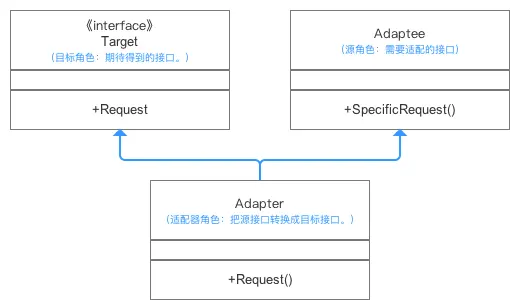 《interface》
Target
(目标角色：期待得到的接口。)
+Request
Adaptee
(源角色：需要适配的接口)
+SpecificRequest()
Adapter
(适配器角色：把源接口转换成目标接口。)
+Request()